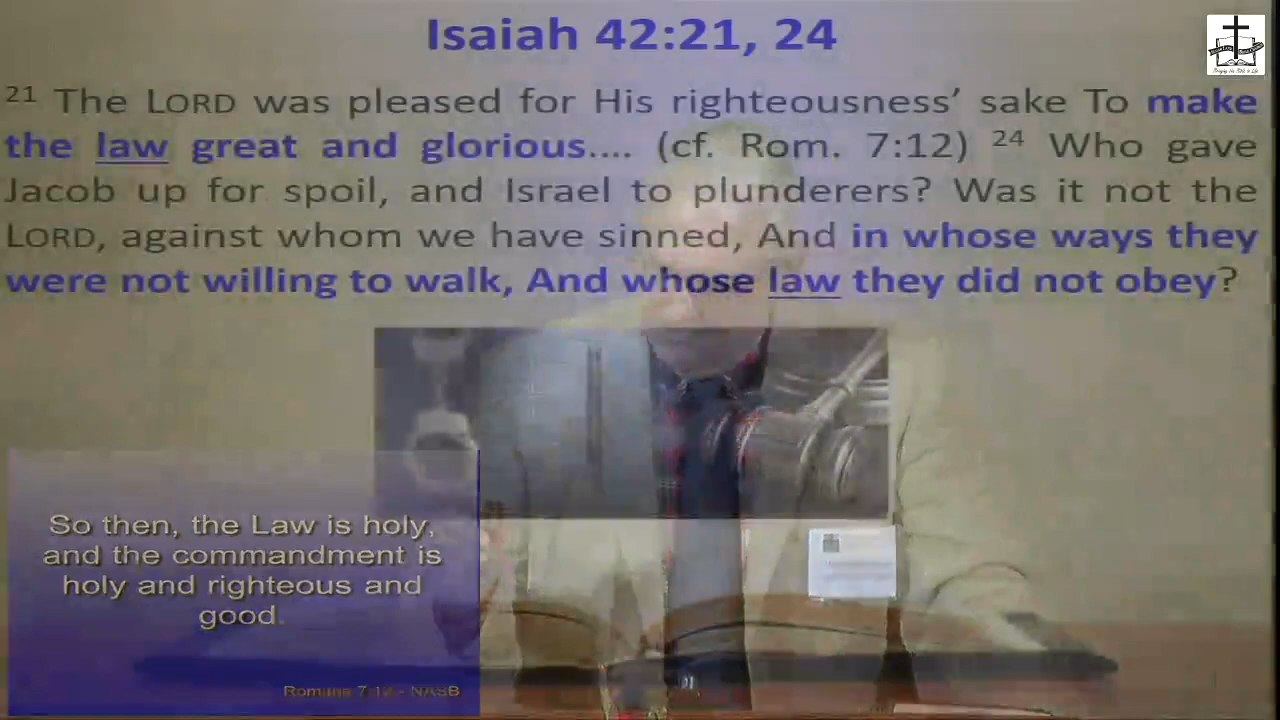 Isaiah 42:21, 24
21 The LORD was pleased for His righteousness’ sake To make
the law great and glorious.... (cf. Rom. 7:12) 24 Who gave
Jacob up for spoil, and Israel to plunderers? Was it not the
LORD, against whom we have sinned, And in whose ways they
were not willing to walk, And whose law they did not obey?
So then, the Law is holy,
and the commandment is
holy and righteous and
good.
Romans 7:12 - NASB